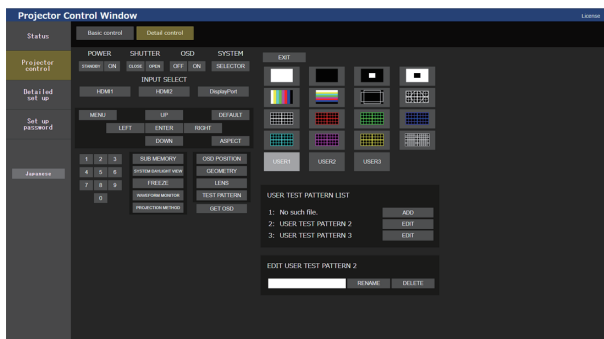 Projector Control Window
License
Status
Projector control
Detailed set up
Set up password
Japanese
Basic control
Detail control
POWER SHUTTER OSD SYSTEM
STANDBY ON CLOSE OPEN OFF ON SELECTOR
INPUT SELECT
HDMI1 HDMI2 DisplayPort
MENU UP DEFAULT
LEFT ENTER RIGHT
DOWN ASPECT
1 2 3
4 5 6
7 8 9
0
SUB MEMORY
SYSTEM DAYLIGHT VIEW
FREEZE
WAVEFORM MONITOR
PROJECTION METHOD
OSD POSITION
GEOMETRY
LENS
TEST PATTERN
GET OSD
EXIT
USER1 USER2 USER3
USER TEST PATTERN LIST
1: No such file. ADD
2: USER TEST PATTERN 2 EDIT
3: USER TEST PATTERN 3 EDIT
EDIT USER TEST PATTERN 2
RENAME DELETE